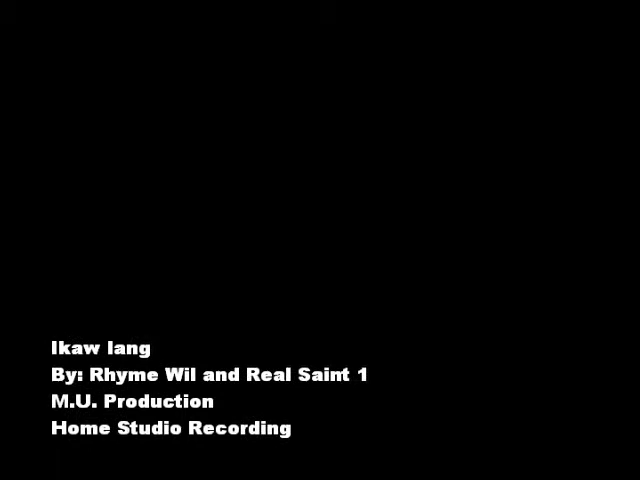 Ikaw lang
By: Rhyme Wil and Real Saint 1
M.U. Production
Home Studio Recording